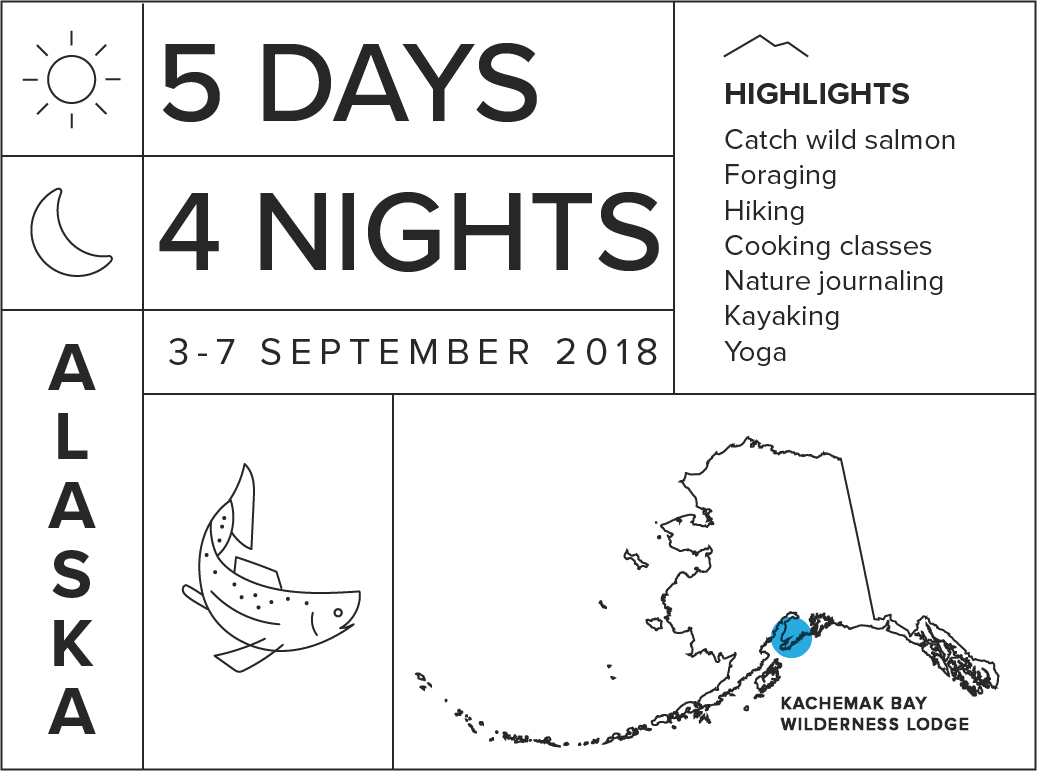 5 DAYS
4 NIGHTS
3-7 SEPTEMBER 2018
HIGHLIGHTS
Catch wild salmon
Foraging
Hiking
Cooking classes
Nature journaling
Kayaking
Yoga
A
L
A
S
K
A
KACHEMAK BAY
WILDERNESS LODGE